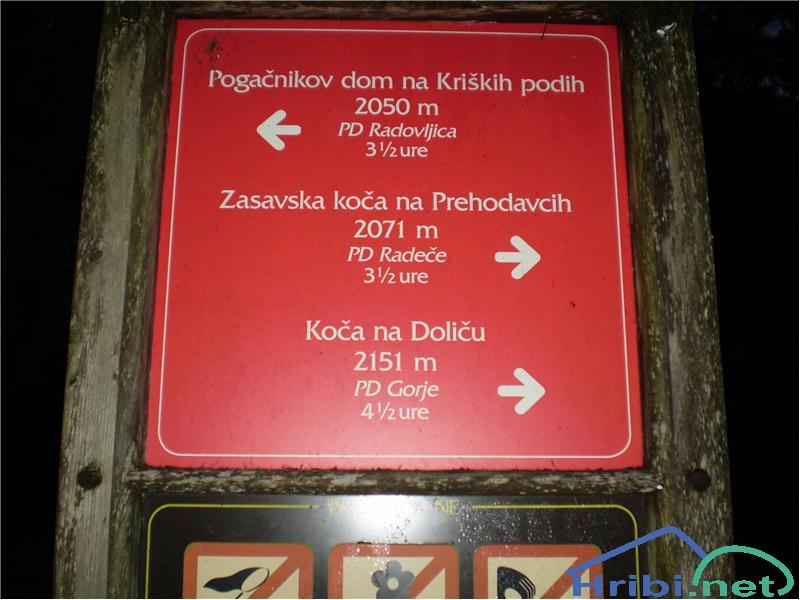 Pogačnikov dom na Kriških podih
2050 m
PD Radovljica
3½ ure
Zasavska koča na Prehodavcih
2071 m
PD Radeče
3½ ure
Koča na Doliču
2151 m
PD Gorje
4½ ure
Hribi.net